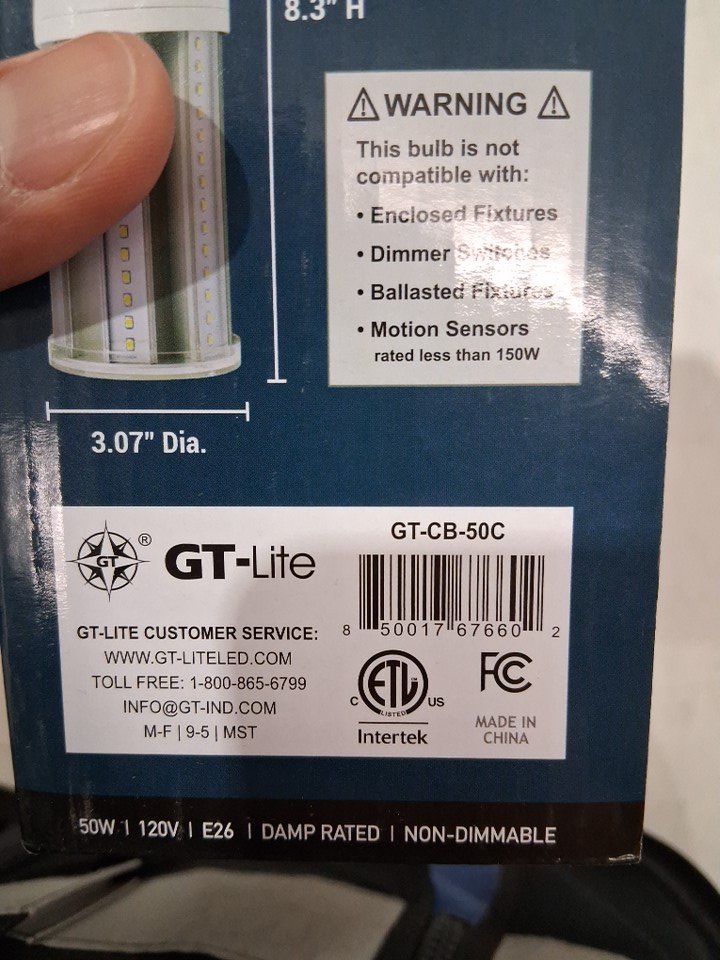 8.3" H
WARNING
This bulb is not
compatible with:
• Enclosed Fixtures
• Dimmer Switches
• Ballasted Fixtures
• Motion Sensors
rated less than 150W
3.07" Dia.
GT ® GT-Lite
GT-LITE CUSTOMER SERVICE:
WWW.GT-LITELED.COM
TOLL FREE: 1-800-865-6799
INFO@GT-IND.COM
M-F | 9-5 | MST
GT-CB-50C
8 50017 67660 2
C ETL US
LISTED
Intertek
FC
MADE IN
CHINA
50W | 120V | E26 | DAMP RATED | NON-DIMMABLE